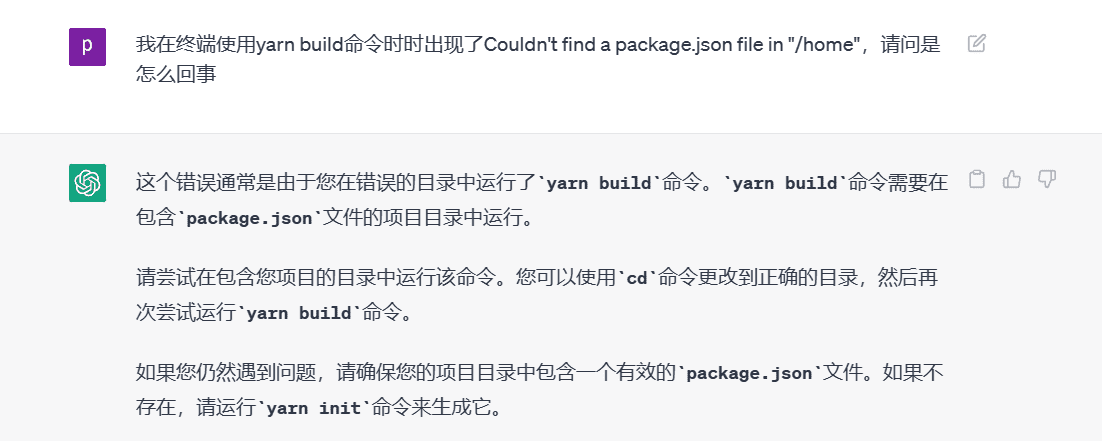 p
我在终端使用yarn build命令时时出现了Couldn't find a package.json file in "/home"，请问是
怎么回事
这个错误通常是由于您在错误的目录中运行了`yarn build`命令。`yarn build`命令需要在
包含`package.json`文件的项目目录中运行。
请尝试在包含您项目的目录中运行该命令。您可以使用`cd`命令更改到正确的目录，然后再
次尝试运行`yarn build`命令。
如果您仍然遇到问题，请确保您的项目目录中包含一个有效的`package.json`文件。如果不
存在，请运行`yarn init`命令来生成它。